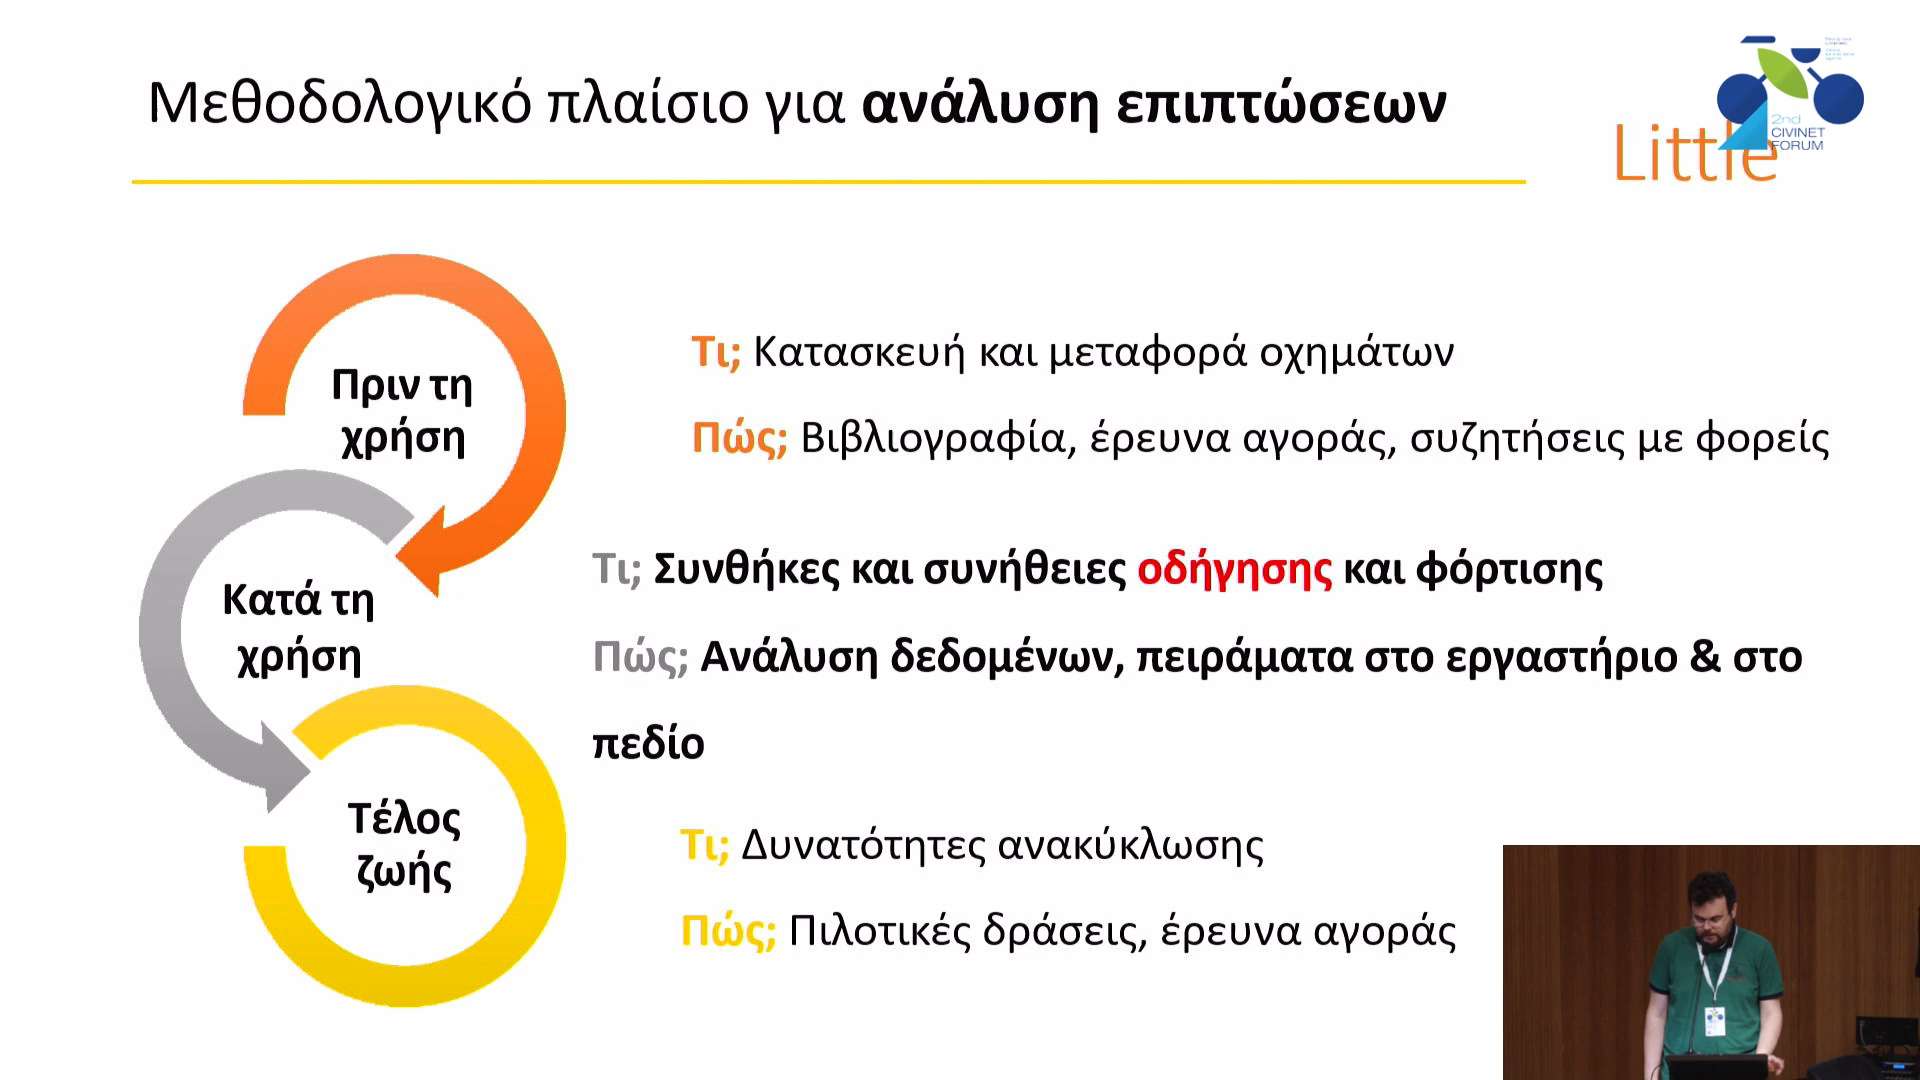 Μεθοδολογικό πλαίσιο για ανάλυση επιπτώσεων
Little
2nd
CIVINET
FORUM
Πριν τη
χρήση
Τι; Κατασκευή και μεταφορά οχημάτων
Πώς; Βιβλιογραφία, έρευνα αγοράς, συζητήσεις με φορείς
Κατά τη
χρήση
Τι; Συνθήκες και συνήθειες οδήγησης και φόρτισης
Πώς; Ανάλυση δεδομένων, πειράματα στο εργαστήριο & στο
πεδίο
Τέλος
ζωής
Τι; Δυνατότητες ανακύκλωσης
Πώς; Πιλοτικές δράσεις, έρευνα αγοράς